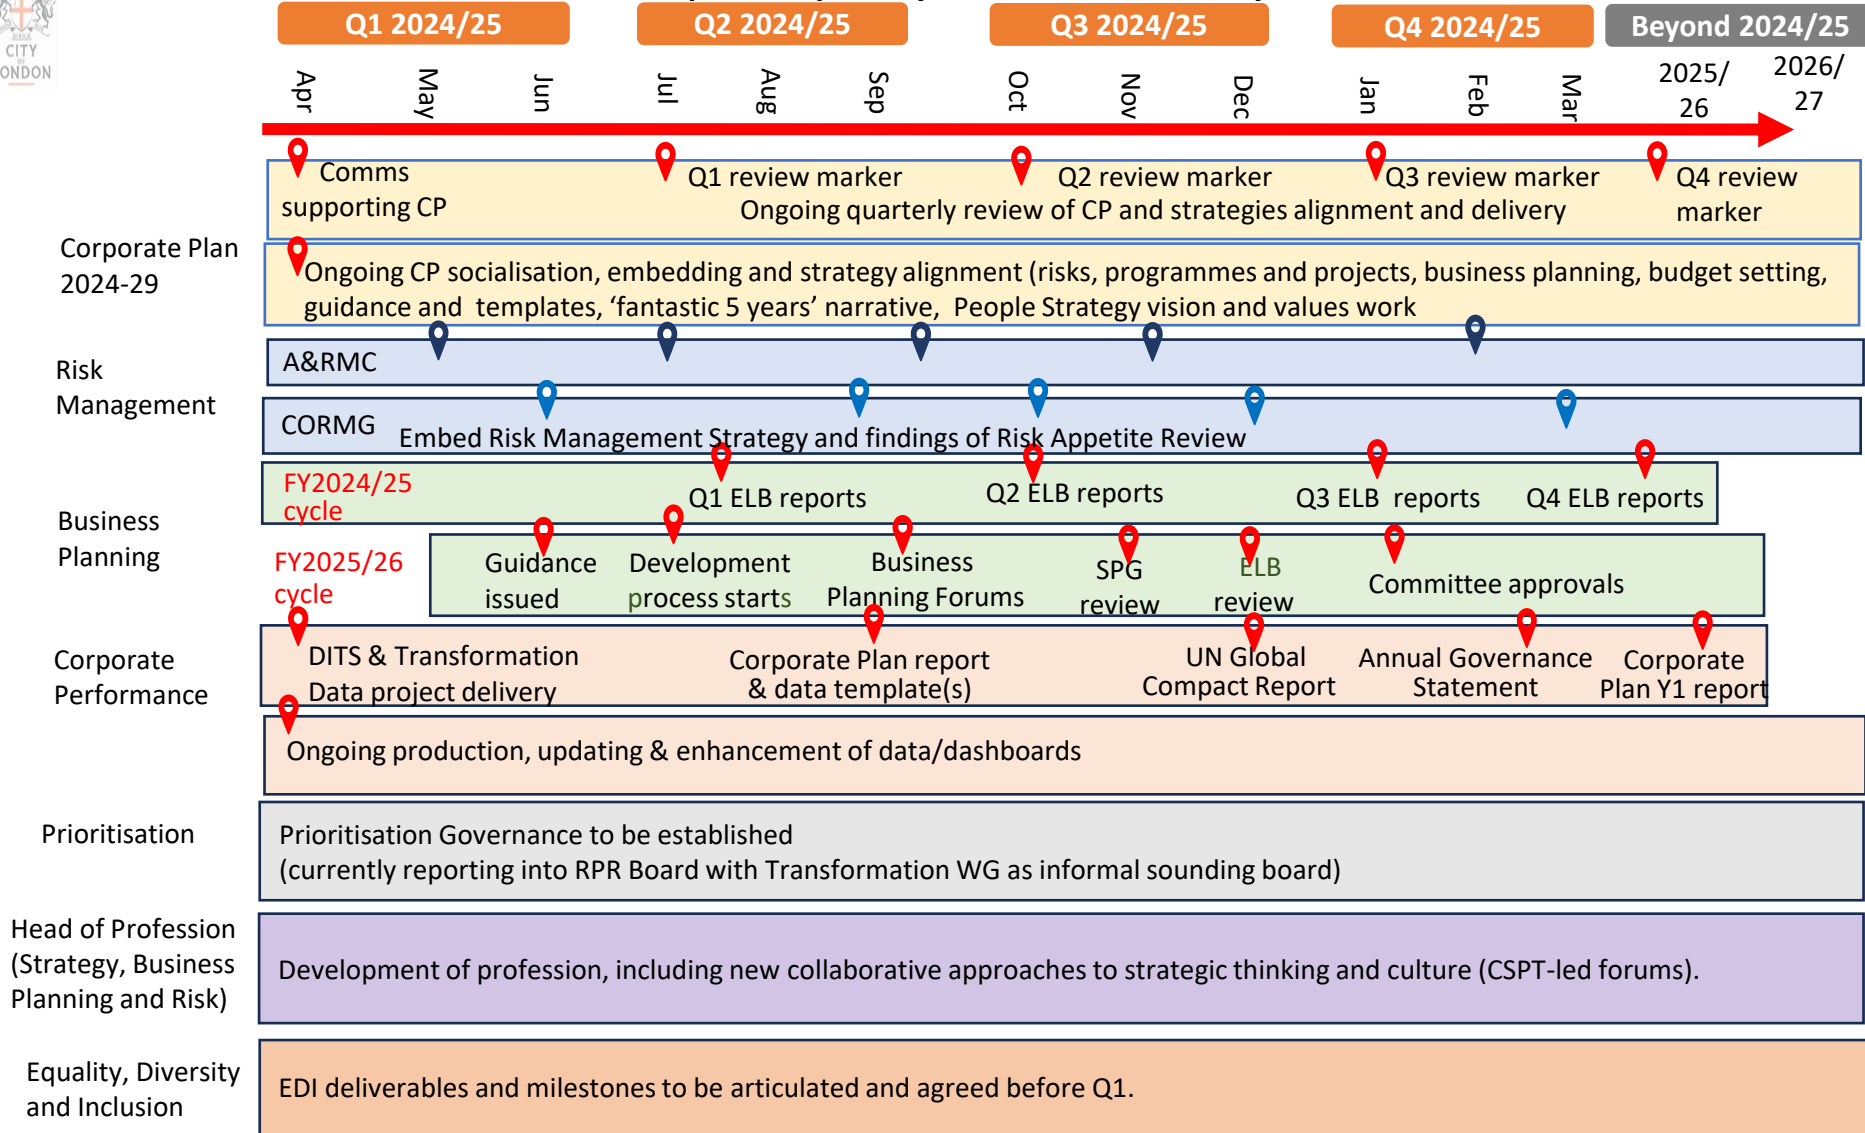 CITY
OF
ONDON
Q1 2024/25
Q2 2024/25
Q3 2024/25
Q4 2024/25
Beyond 2024/25
Apr
May
Jun
Jul
Aug
Sep
Oct
Nov
Dec
Jan
Feb
Mar
2025/
26
2026/
27
Corporate Plan
2024-29
Comms
supporting CP
Q1 review marker
Q2 review marker
Q3 review marker
Q4 review
marker
Ongoing quarterly review of CP and strategies alignment and delivery
Ongoing CP socialisation, embedding and strategy alignment (risks, programmes and projects, business planning, budget setting,
guidance and templates, ‘fantastic 5 years’ narrative, People Strategy vision and values work
Risk
Management
A&RMC
CORMG
Embed Risk Management Strategy and findings of Risk Appetite Review
Business
Planning
FY2024/25
cycle
Q1 ELB reports
Q2 ELB reports
Q3 ELB reports
Q4 ELB reports
FY2025/26
cycle
Guidance
issued
Development
process starts
Business
Planning Forums
SPG
review
ELB
review
Committee approvals
Corporate
Performance
DITS & Transformation
Data project delivery
Corporate Plan report
& data template(s)
UN Global
Compact Report
Annual Governance
Statement
Corporate
Plan Y1 report
Ongoing production, updating & enhancement of data/dashboards
Prioritisation
Prioritisation Governance to be established
(currently reporting into RPR Board with Transformation WG as informal sounding board)
Head of Profession
(Strategy, Business
Planning and Risk)
Development of profession, including new collaborative approaches to strategic thinking and culture (CSPT-led forums).
Equality, Diversity
and Inclusion
EDI deliverables and milestones to be articulated and agreed before Q1.